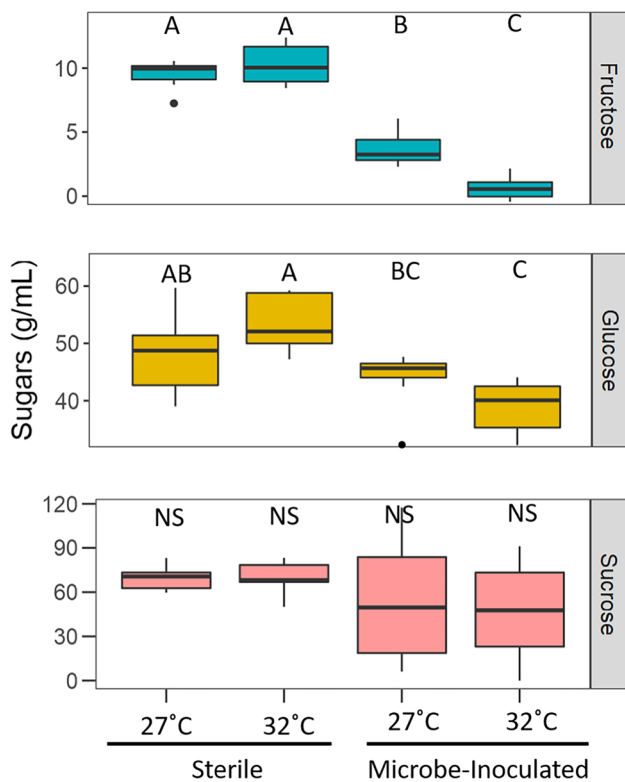 A A B C
10
5
0
Fructose
Sugars (g/mL)
AB A BC C
60
50
40
Glucose
NS NS NS NS
120
90
60
30
0
Sucrose
27˚C 32˚C 27˚C 32˚C
Sterile Microbe-Inoculated